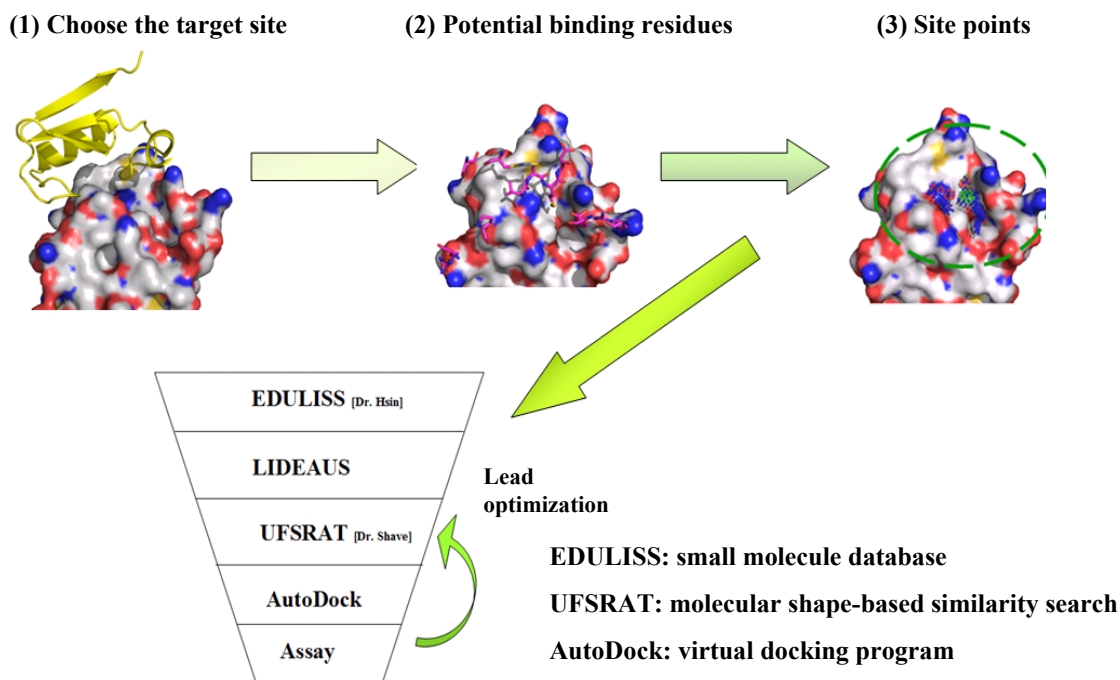 (1) Choose the target site
(2) Potential binding residues
(3) Site points
EDULISS [Dr. Hsin]
LIDEAUS
UFSRAT [Dr. Shave]
AutoDock
Assay
Lead
optimization
EDULISS: small molecule database
UFSRAT: molecular shape-based similarity search
AutoDock: virtual docking program